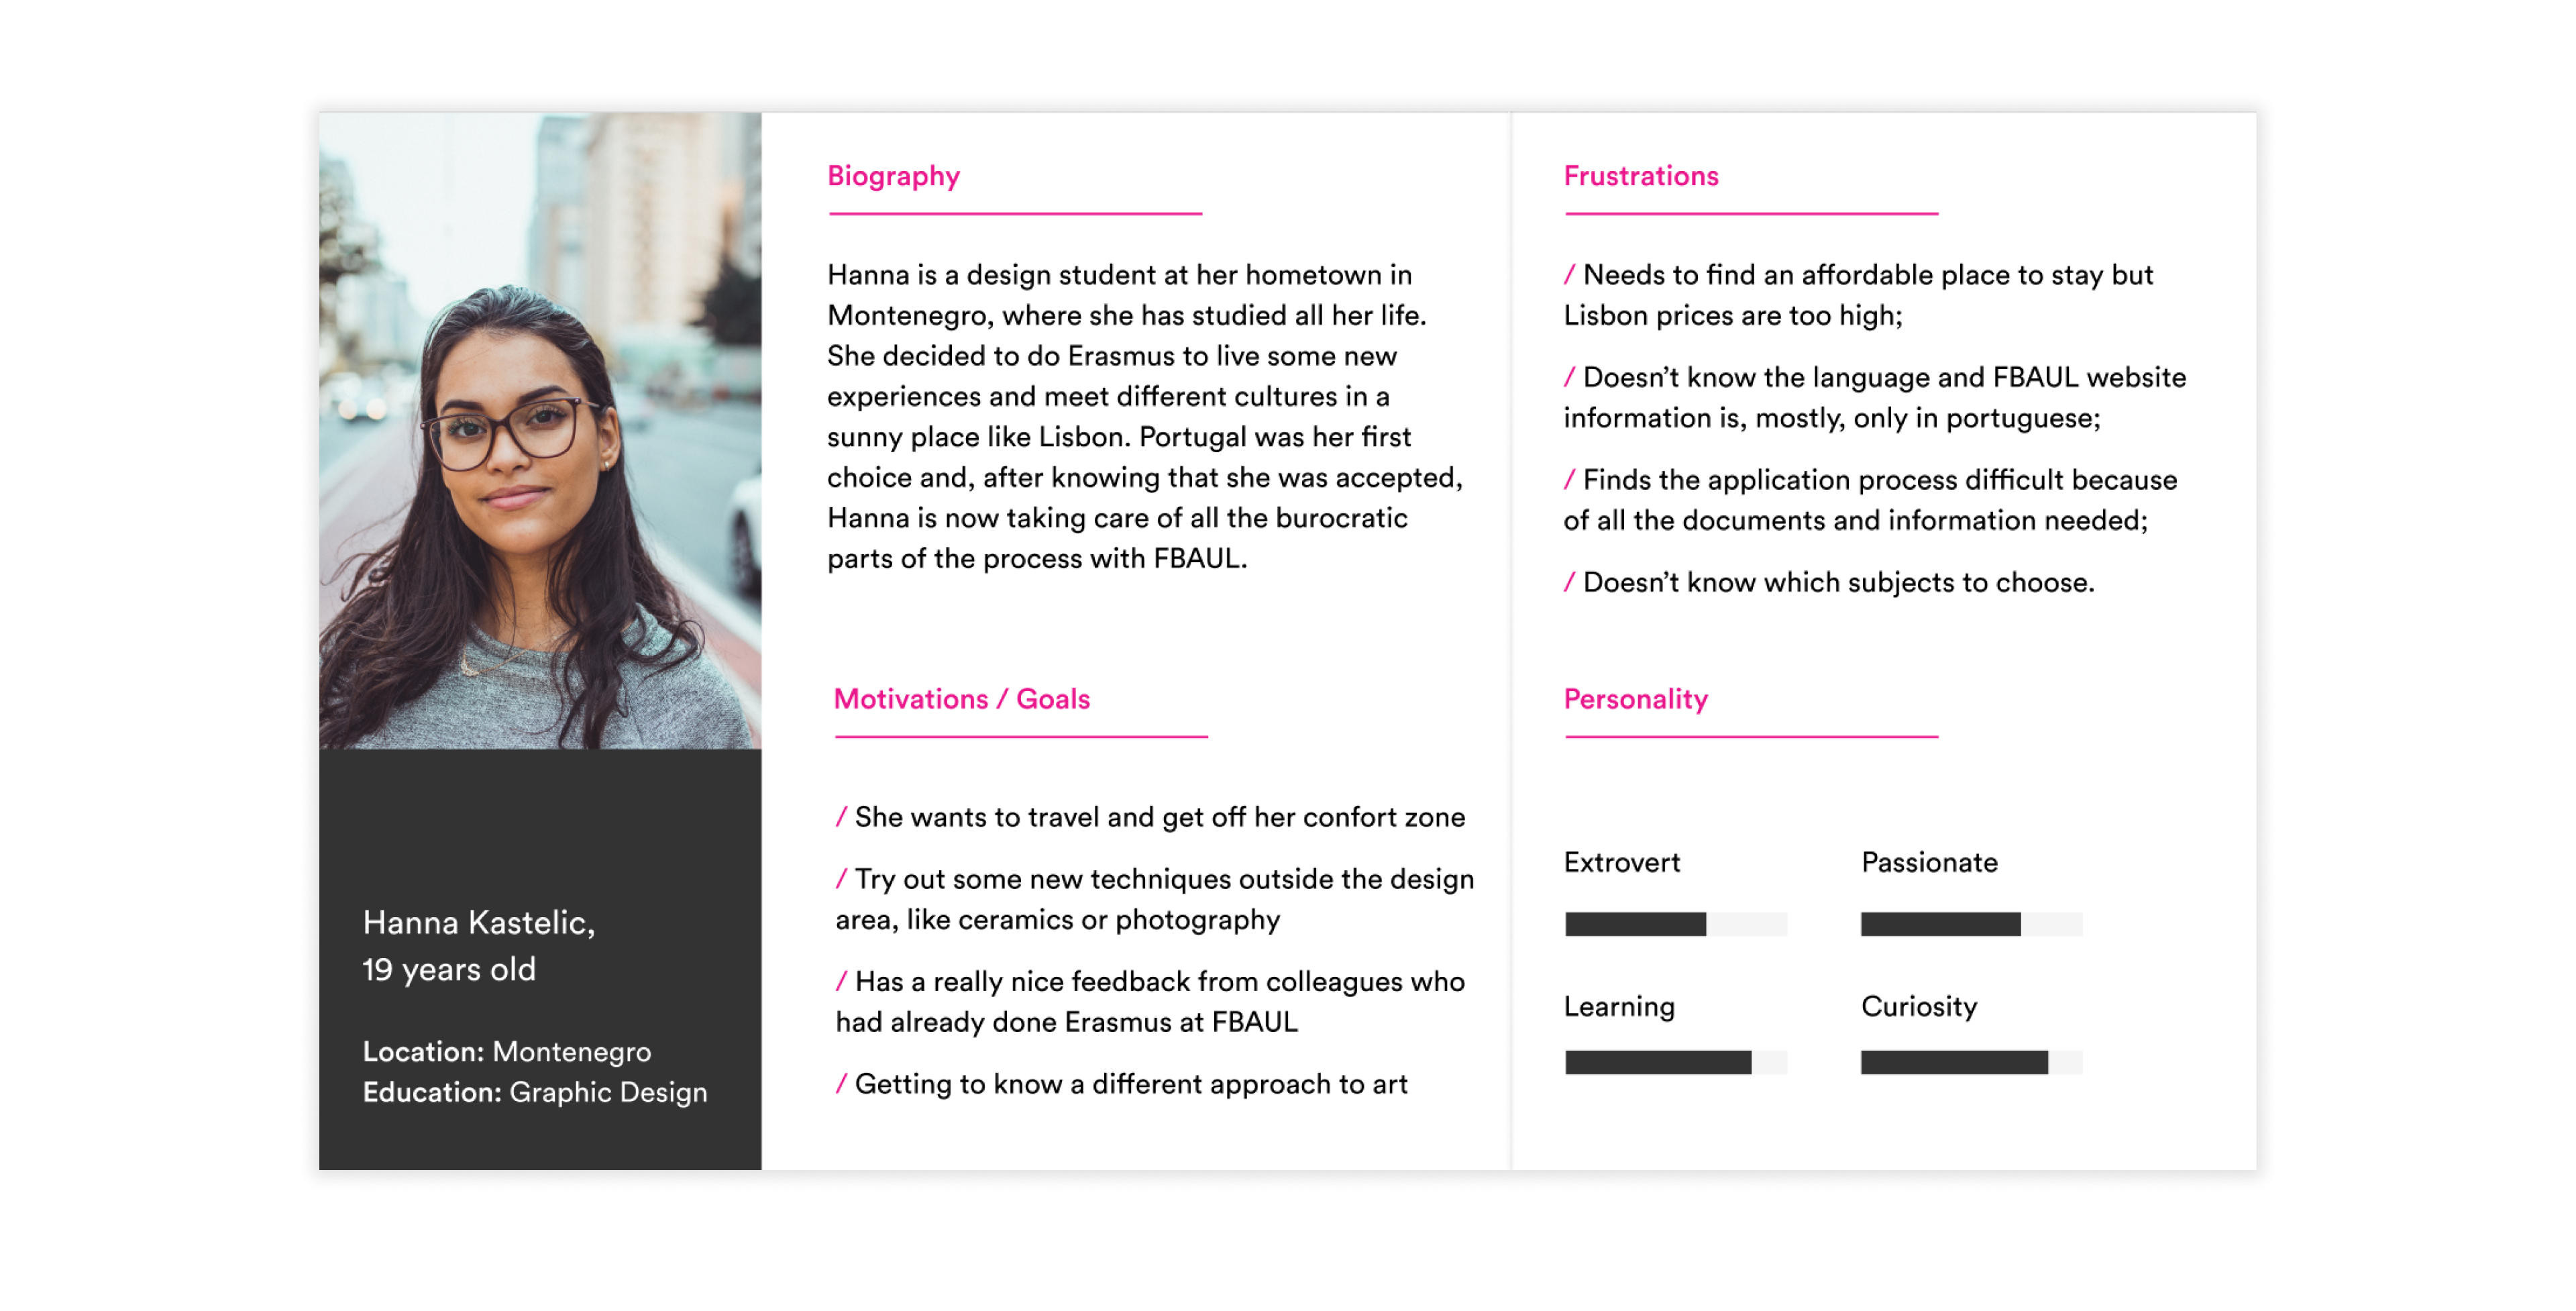 Hanna Kastelic,
19 years old
Location: Montenegro
Education: Graphic Design
Biography
Hanna is a design student at her hometown in
Montenegro, where she has studied all her life.
She decided to do Erasmus to live some new
experiences and meet different cultures in a
sunny place like Lisbon. Portugal was her first
choice and, after knowing that she was accepted,
Hanna is now taking care of all the burocratic
parts of the process with FBAUL.
Motivations / Goals
/ She wants to travel and get off her confort zone
/ Try out some new techniques outside the design
area, like ceramics or photography
/ Has a really nice feedback from colleagues who
had already done Erasmus at FBAUL
/ Getting to know a different approach to art
Frustrations
/ Needs to find an affordable place to stay but
Lisbon prices are too high;
/ Doesn’t know the language and FBAUL website
information is, mostly, only in portuguese;
/ Finds the application process difficult because
of all the documents and information needed;
/ Doesn’t know which subjects to choose.
Personality
Extrovert
Passionate
Learning
Curiosity